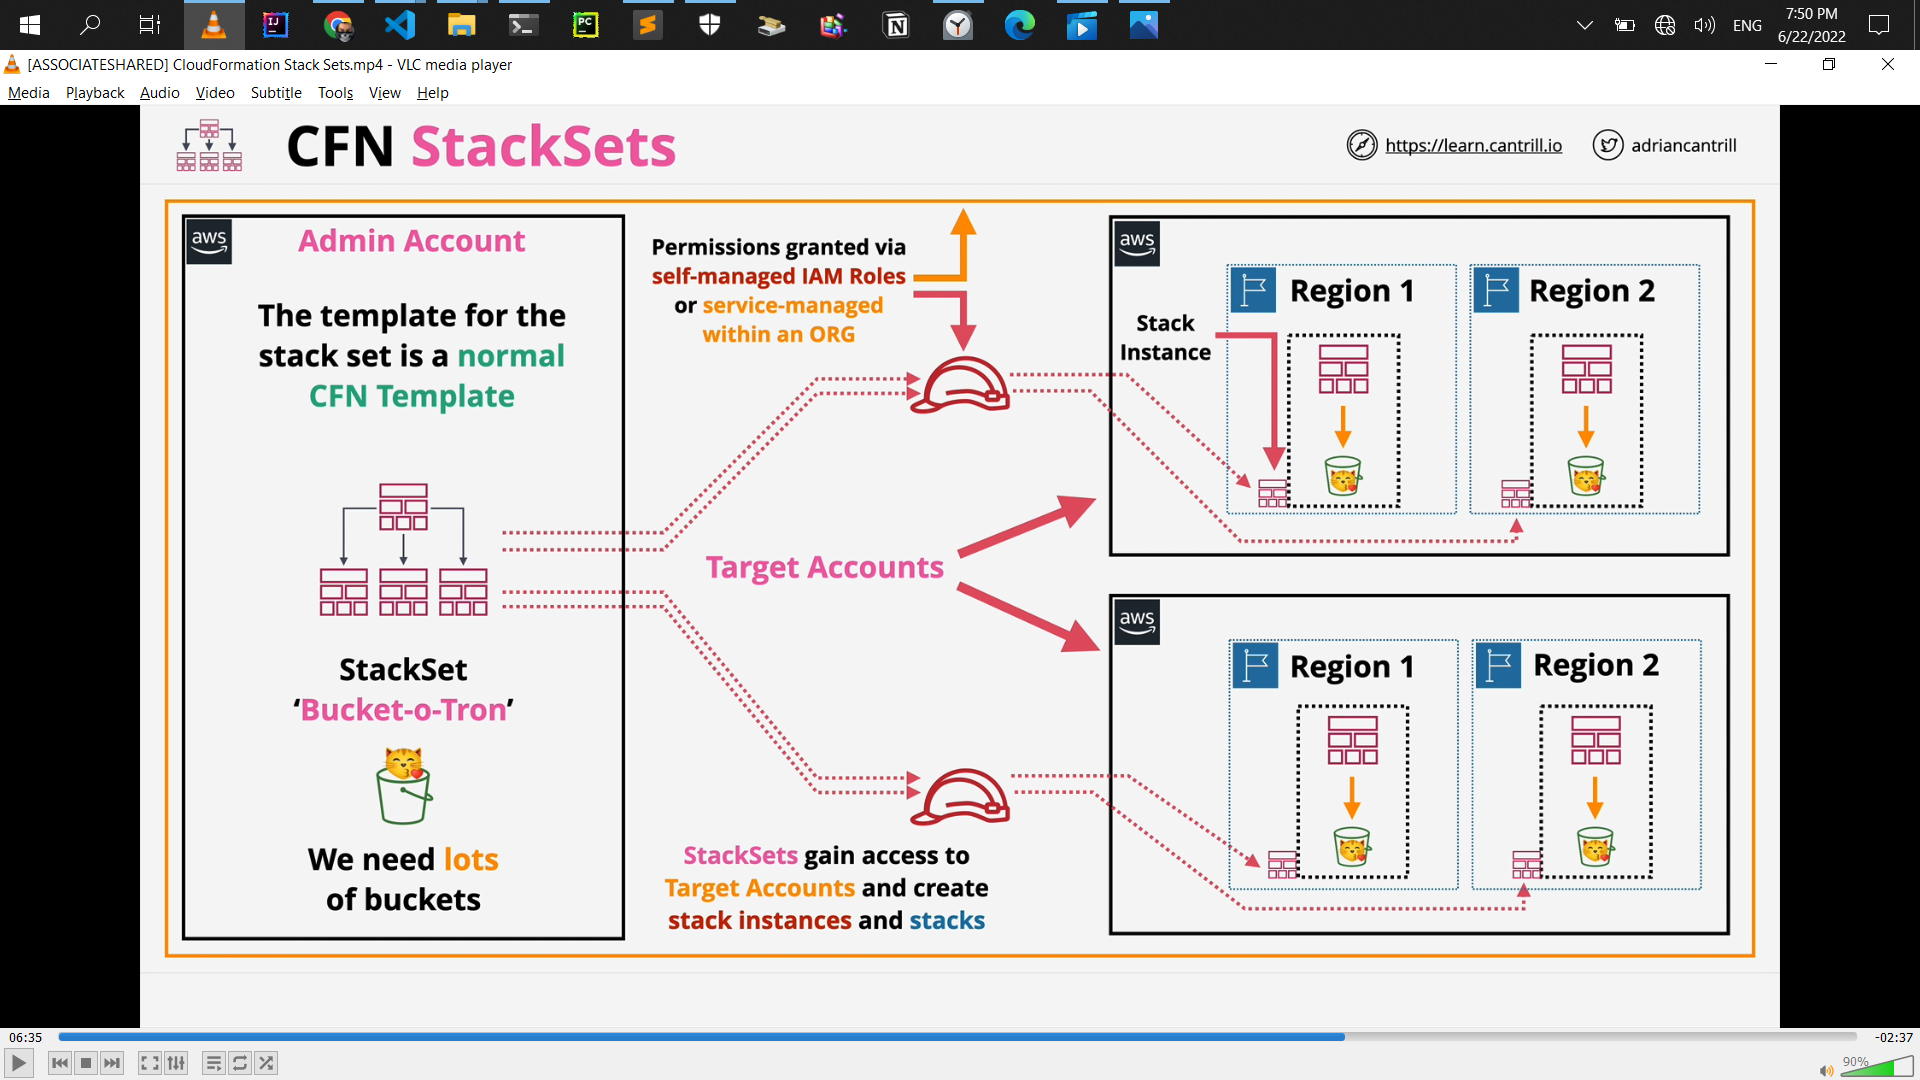 ENG
7:50 PM
6/22/2022
[ASSOCIATESHARED] CloudFormation Stack Sets.mp4 - VLC media player
Media Playback Audio Video Subtitle Tools View Help
CFN StackSets
https://learn.cantrill.io
adriancantrill
aws
Admin Account
The template for the
stack set is a normal
CFN Template
StackSet
‘Bucket-o-Tron’
We need lots
of buckets
Permissions granted via
self-managed IAM Roles
or service-managed
within an ORG
Target Accounts
StackSets gain access to
Target Accounts and create
stack instances and stacks
aws
Region 1
Region 2
Stack
Instance
aws
Region 1
Region 2
06:35
-02:37
90%
IJ
PC